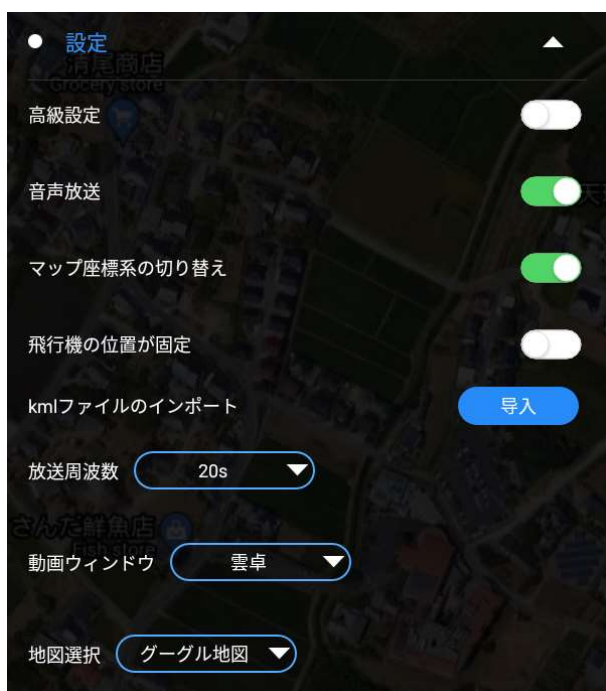 設定
清尾商店
Grocery store
高級設定
音声放送
天
マップ座標系の切り替え
飛行機の位置が固定
kmlファイルのインポート 导入
放送周波数 20s
さんだ鮮魚店
fish store
動画ウィンドウ 雲卓
地図選択 グーグル地図